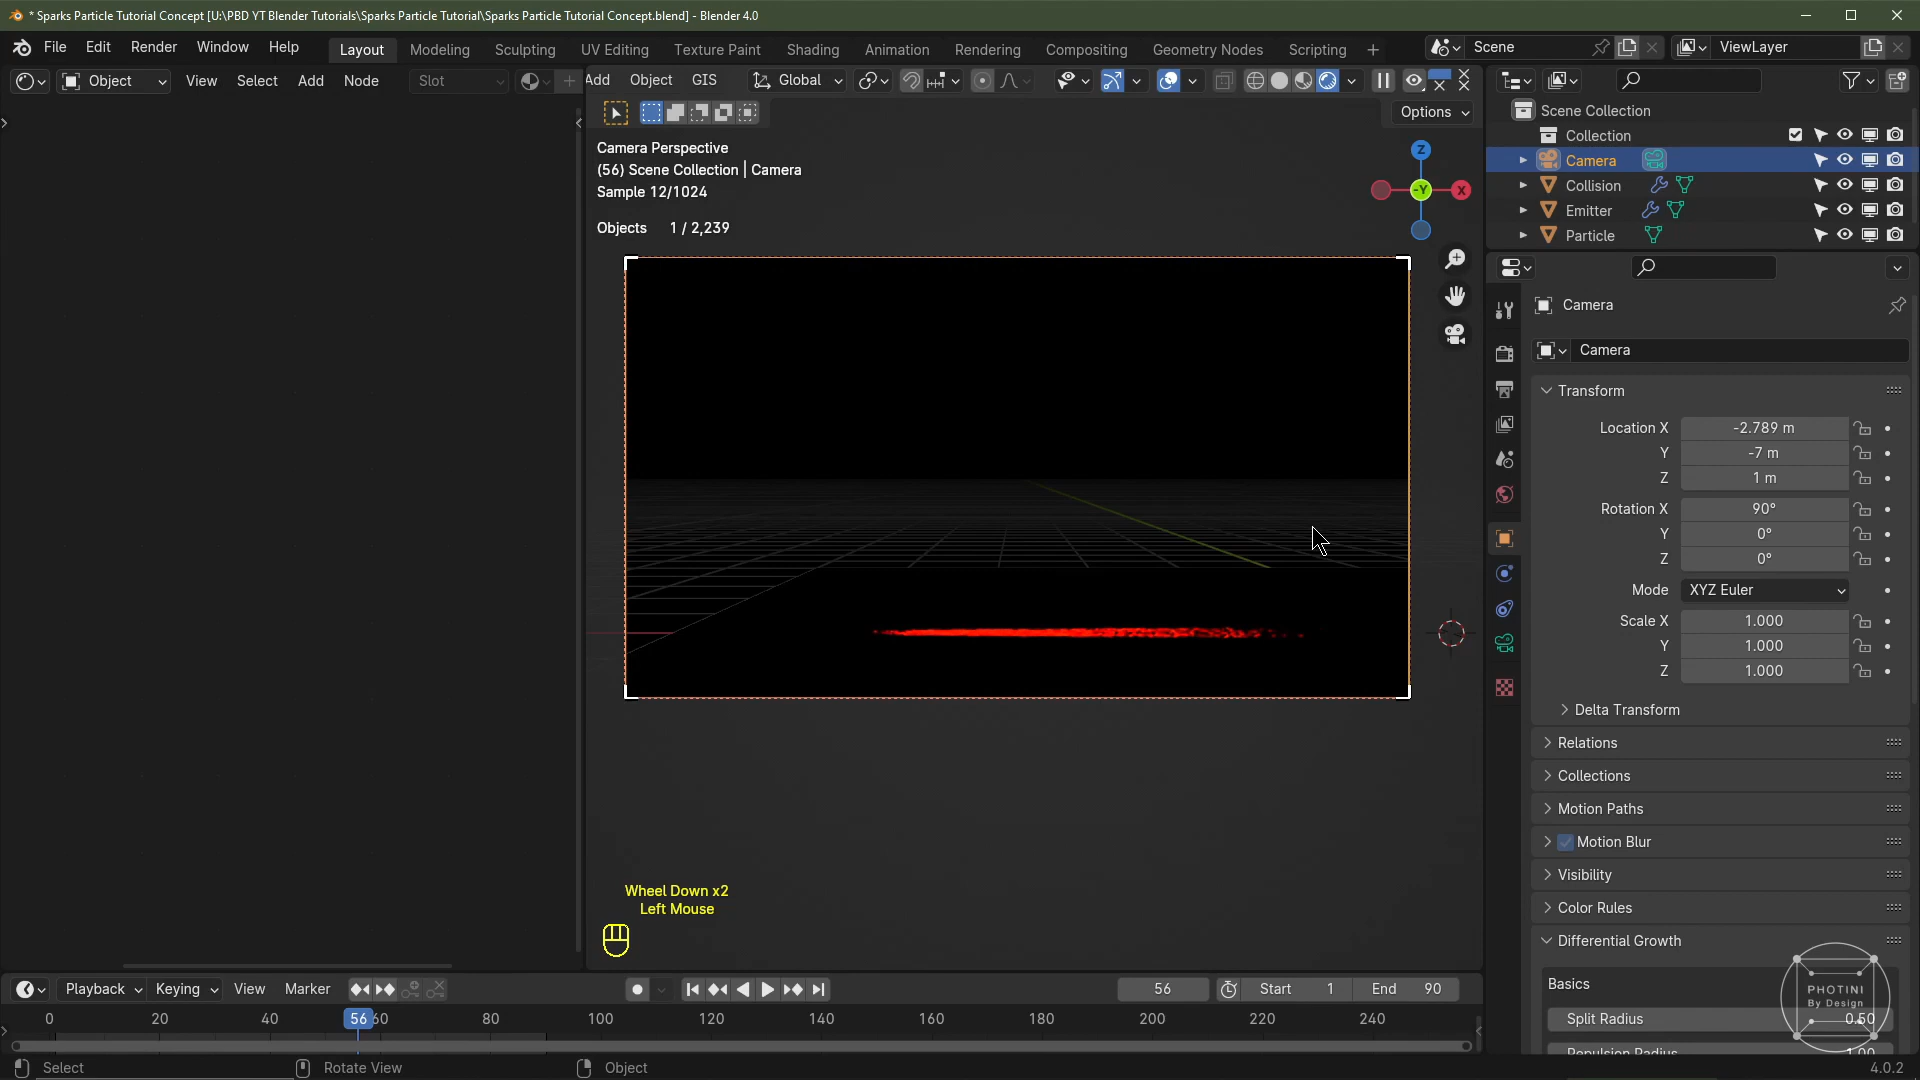 * Sparks Particle Tutorial Concept [U:\PBD YT Blender Tutorials\Sparks Particle Tutorial\Sparks Particle Tutorial Concept.blend] - Blender 4.0
File Edit Render Window Help Layout Modeling Sculpting UV Editing Texture Paint Shading Animation Rendering Compositing Geometry Nodes Scripting + Scene ViewLayer
Object View Select Add Node Slot Add Object GIS Global
Options
Camera Perspective
(56) Scene Collection | Camera
Sample 12/1024
Objects 1 / 2,239
Z
-Y
X
Scene Collection
Collection
Camera
Collision
Emitter
Particle
Camera
Camera
Transform
Location X -2.789 m
Y -7 m
Z 1 m
Rotation X 90°
Y 0°
Z 0°
Mode XYZ Euler
Scale X 1.000
Y 1.000
Z 1.000
Delta Transform
Relations
Collections
Motion Paths
Motion Blur
Visibility
Color Rules
Differential Growth
Basics
Split Radius 0.50
Repulsion Radius 1.00
PHOTINI
By Design
Wheel Down x2
Left Mouse
Playback Keying View Marker 56 Start 1 End 90
0 20 40 56 60 80 100 120 140 160 180 200 220 240
Select Rotate View Object 4.0.2